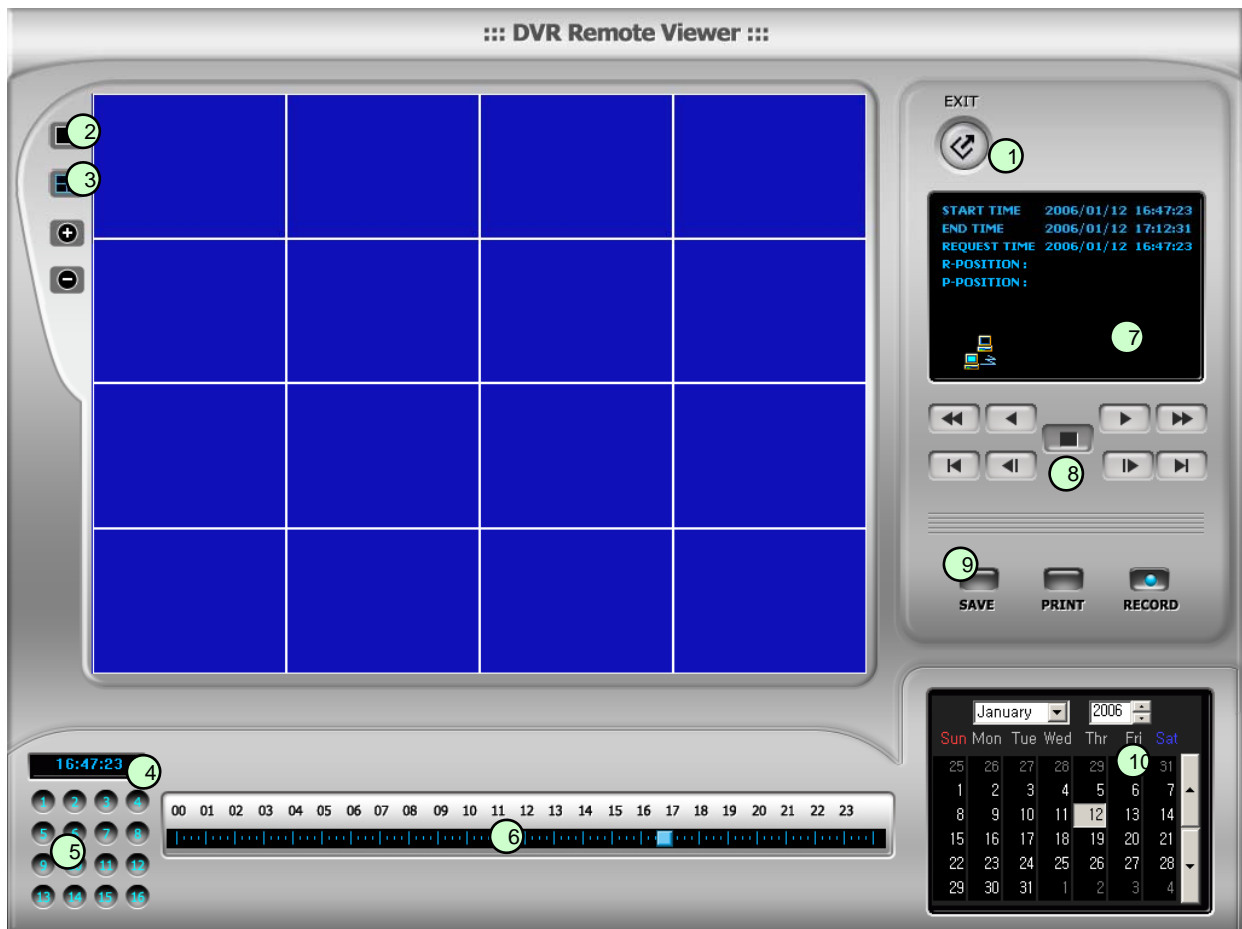 ::: DVR Remote Viewer :::
EXIT
1
2
3
START TIME 2006/01/12 16:47:23
END TIME 2006/01/12 17:12:31
REQUEST TIME 2006/01/12 16:47:23
R-POSITION :
P-POSITION :
7
8
9
SAVE PRINT RECORD
January 2006
Sun Mon Tue Wed Thr Fri Sat
25 26 27 28 29 31
10
1 2 3 4 5 6 7
8 9 10 11 12 13 14
15 16 17 18 19 20 21
22 23 24 25 26 27 28
29 30 31 1 2 3 4
16:47:23
4
1 2 3 4
5 6 7 8
5
9 11 12
13 14 15 16
00 01 02 03 04 05 06 07 08 09 10 11 12 13 14 15 16 17 18 19 20 21 22 23
6